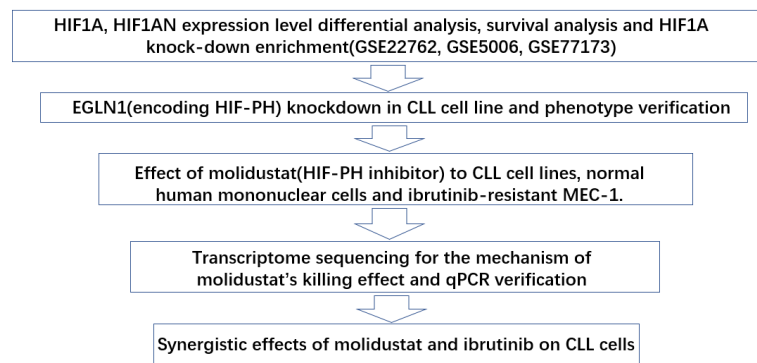 HIF1A, HIF1AN expression level differential analysis, survival analysis and HIF1A
knock-down enrichment(GSE22762, GSE5006, GSE77173)
EGLN1(encoding HIF-PH) knockdown in CLL cell line and phenotype verification
Effect of molidustat(HIF-PH inhibitor) to CLL cell lines, normal
human mononuclear cells and ibrutinib-resistant MEC-1.
Transcriptome sequencing for the mechanism of
molidustat's killing effect and qPCR verification
Synergistic effects of molidustat and ibrutinib on CLL cells